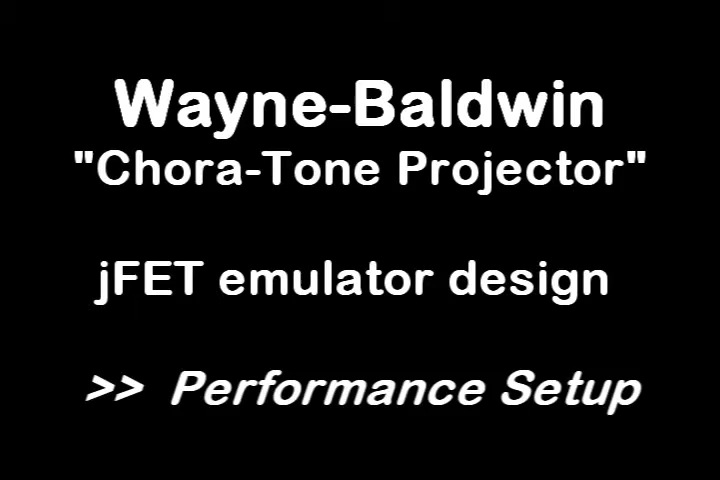 Wayne-Baldwin
"Chora-Tone Projector"
jFET emulator design
>> Performance Setup